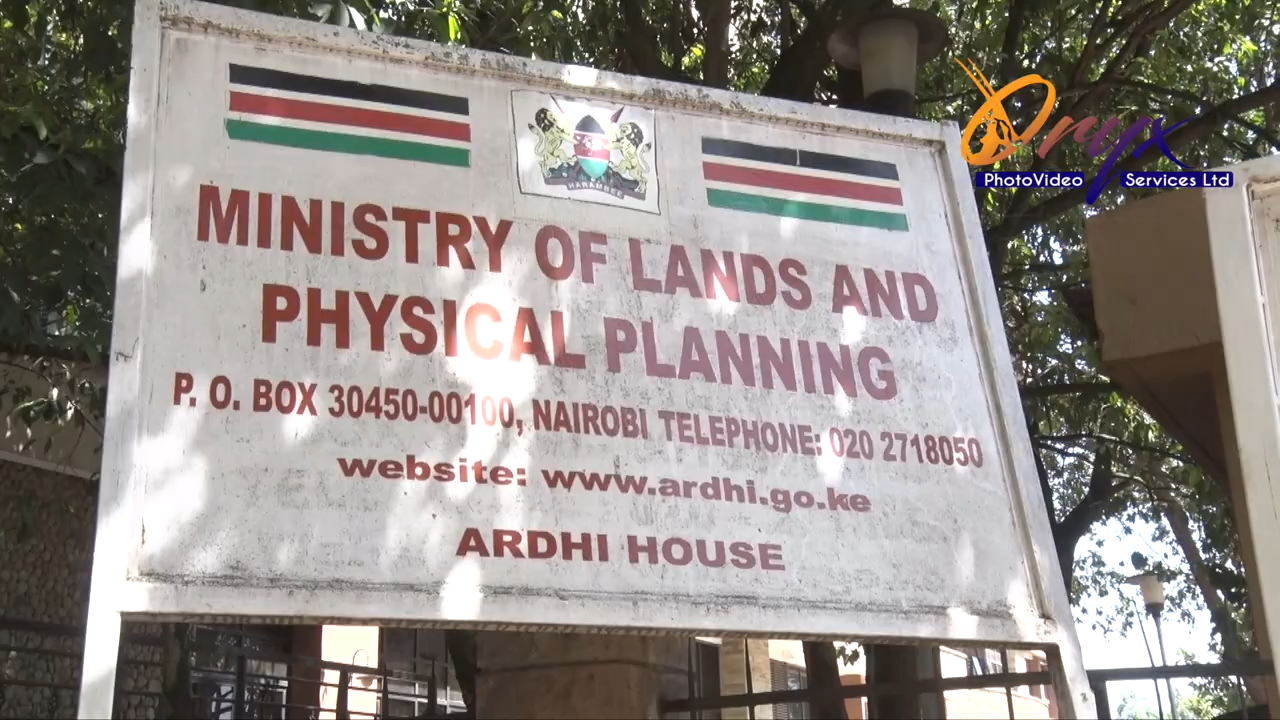 HARAMBEE
MINISTRY OF LANDS AND
PHYSICAL PLANNING
P. O. BOX 30450-00100, NAIROBI TELEPHONE: 020 2718050
website: www.ardhi.go.ke
ARDHI HOUSE
Oryx
PhotoVideo Services Ltd